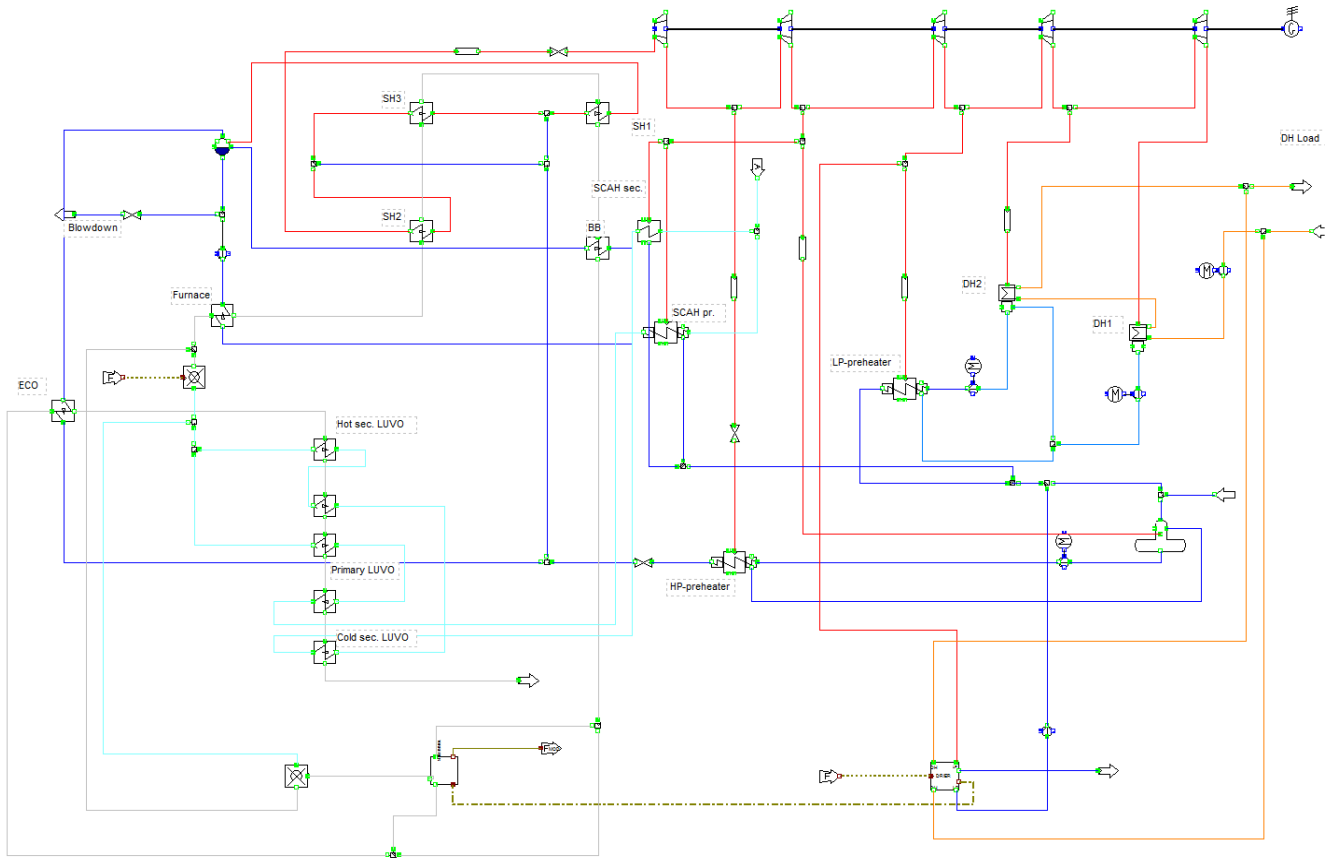 G
SH3
SH1
DH Load
SCAH sec.
Blowdown
SH2
BB
M
DH2
Furnace
SCAH pr.
DH1
LP-preheater
F
ECO
M
M
Hot sec. LUVO
M
Primary LUVO
HP-preheater
Cold sec. LUVO
F
DRIER